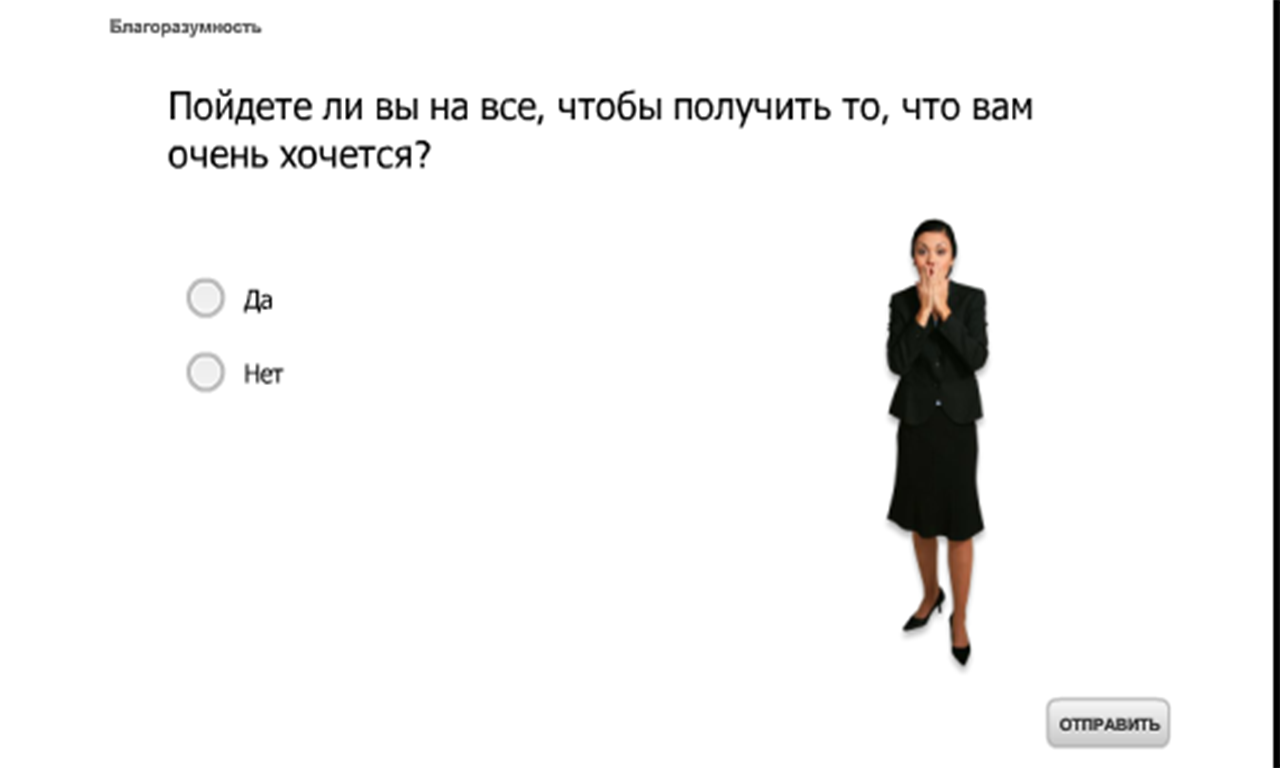 Благоразумность
Пойдете ли вы на все, чтобы получить то, что вам
очень хочется?
Да
Нет
ОТПРАВИТЬ